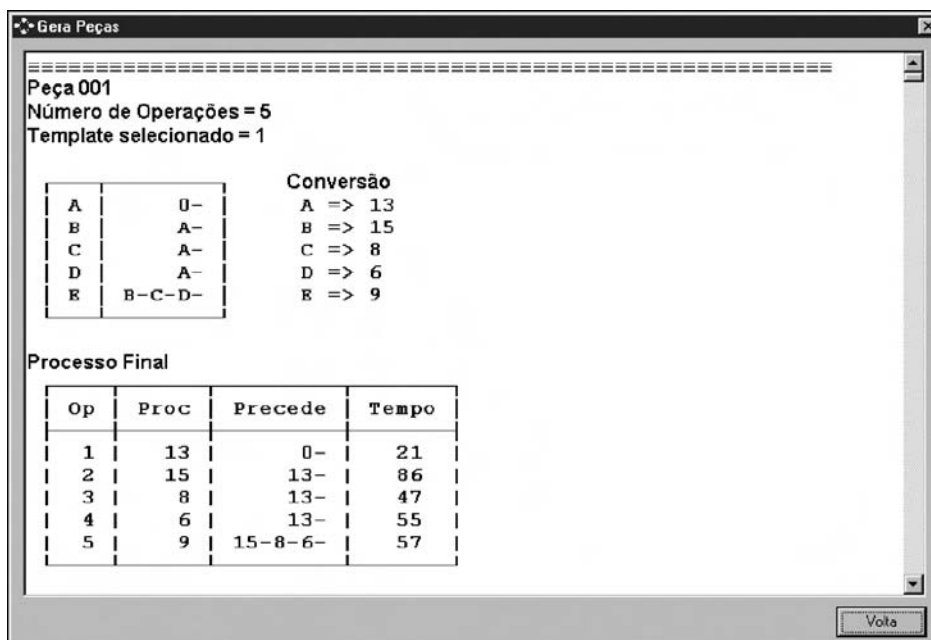 Gera Peças
============================================================
Peça 001
Número de Operações = 5
Template selecionado = 1
Conversão
A 0- A => 13
B A- B => 15
C A- C => 8
D A- D => 6
E B-C-D- E => 9
Processo Final
Op Proc Precede Tempo
1 13 0- 21
2 15 13- 86
3 8 13- 47
4 6 13- 55
5 9 15-8-6- 57
Volta